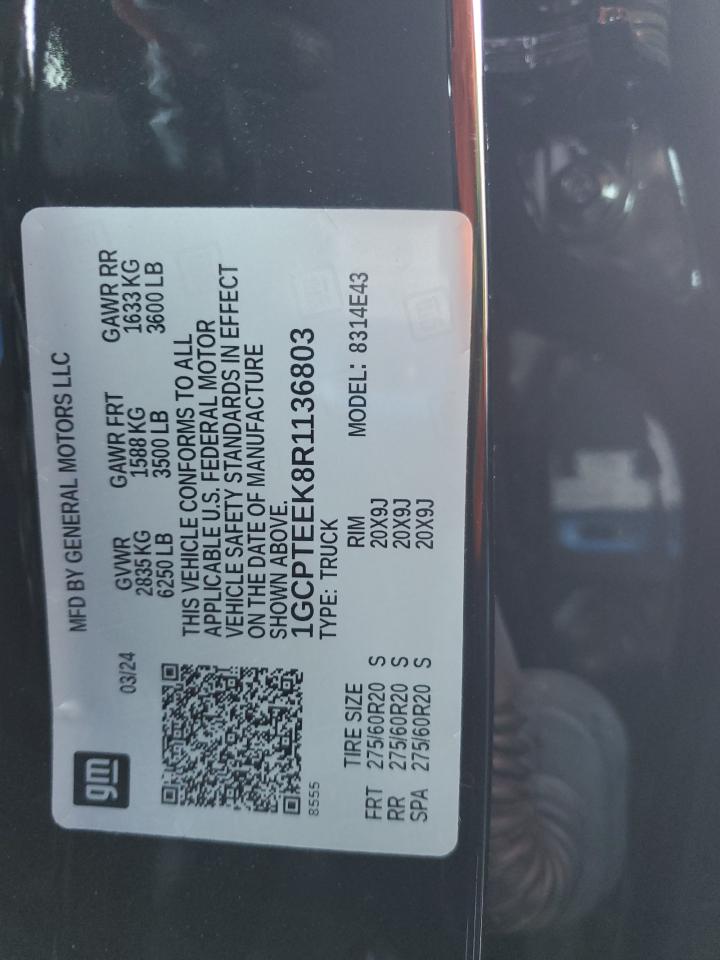 gm
MFD BY GENERAL MOTORS LLC
03/24
GVWR GAWR FRT GAWR RR
2835 KG 1588 KG 1633 KG
6250 LB 3500 LB 3600 LB
THIS VEHICLE CONFORMS TO ALL
APPLICABLE U.S. FEDERAL MOTOR
VEHICLE SAFETY STANDARDS IN EFFECT
ON THE DATE OF MANUFACTURE
SHOWN ABOVE.
1GCPTEEK8R1136803
8555
TYPE: TRUCK MODEL: 8314E43
TIRE SIZE RIM
FRT 275/60R20 S 20X9J
RR 275/60R20 S 20X9J
SPA 275/60R20 S 20X9J